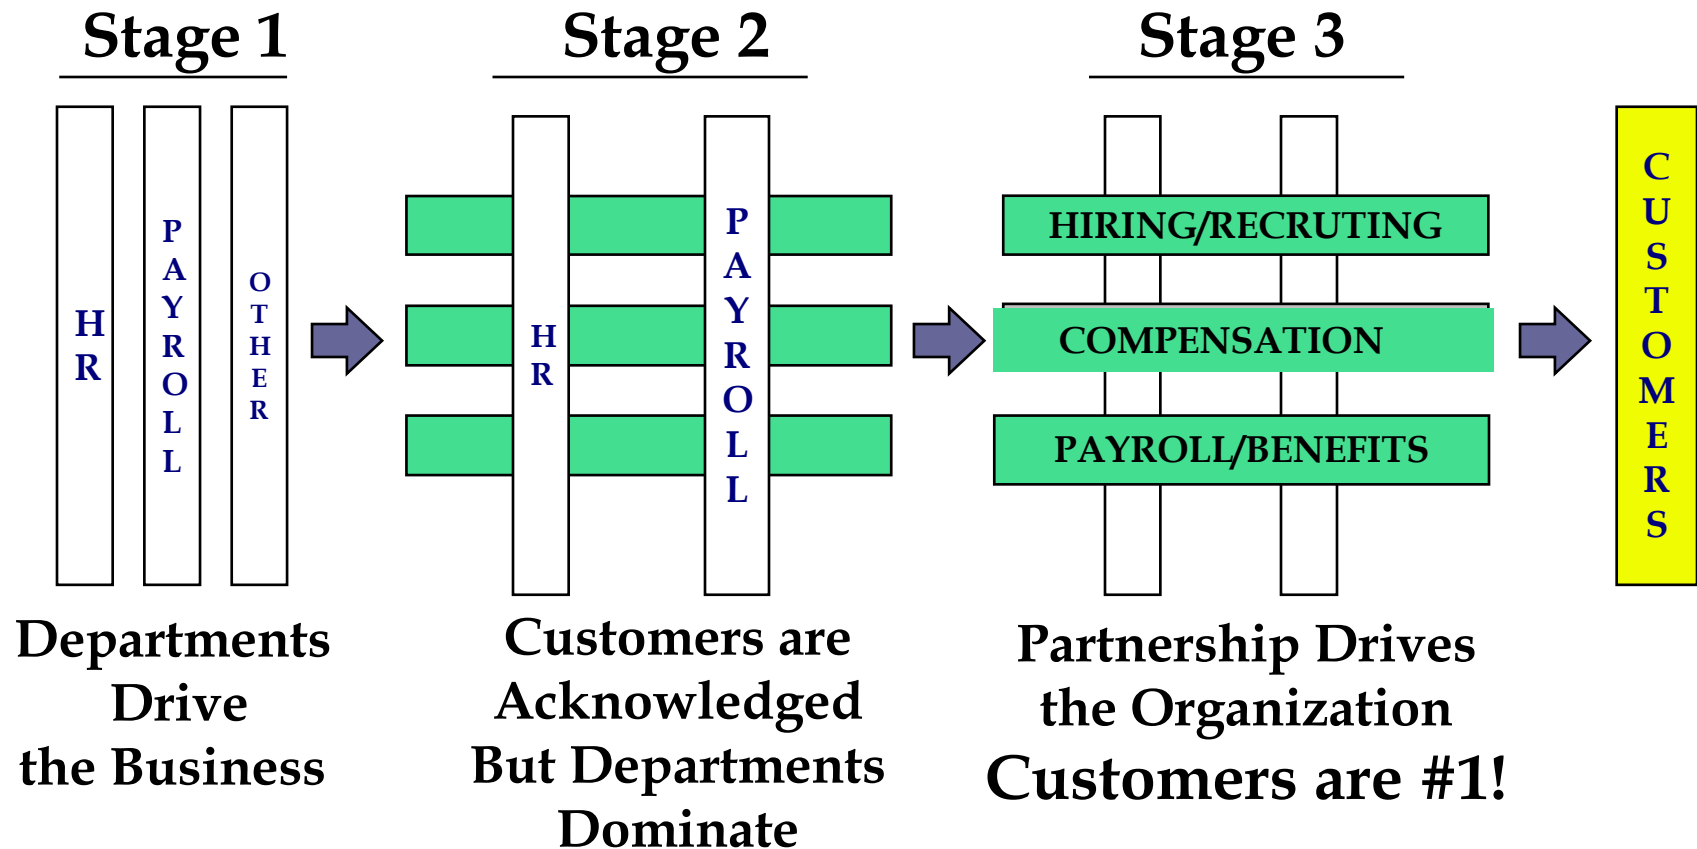 Stage 1
HR
PAYROLL
OTHER
Departments
Drive
the Business
Stage 2
HR
PAYROLL
Customers are
Acknowledged
But Departments
Dominate
Stage 3
HIRING/RECRUTING
COMPENSATION
PAYROLL/BENEFITS
Partnership Drives
the Organization
Customers are #1!
CUSTOMERS